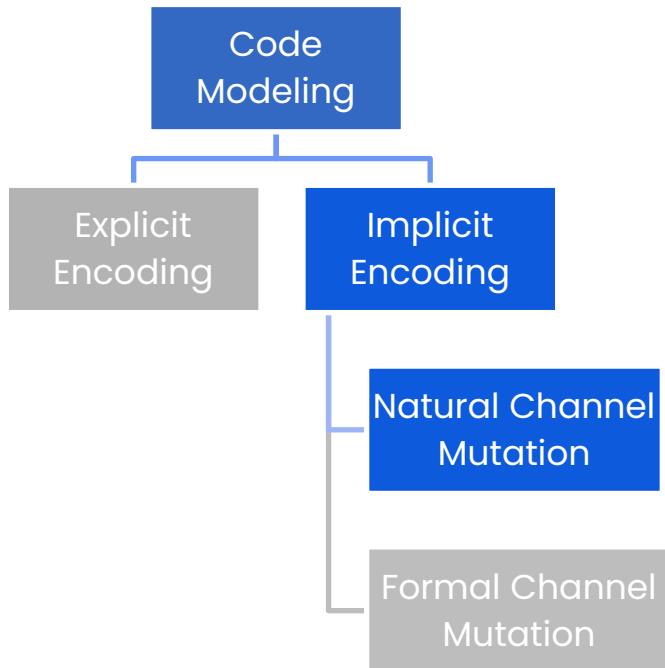 Code
Modeling
Explicit
Encoding
Implicit
Encoding
Natural Channel
Mutation
Formal Channel
Mutation